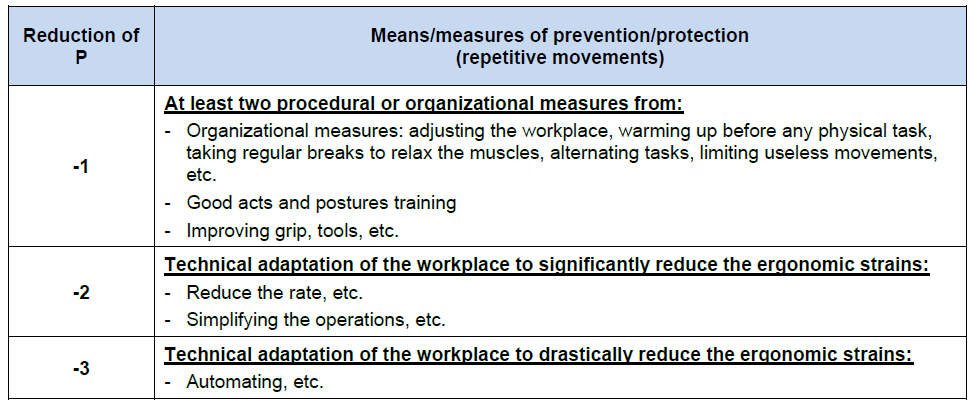 Reduction of
P
Means/measures of prevention/protection
(repetitive movements)
-1
At least two procedural or organizational measures from:
- Organizational measures: adjusting the workplace, warming up before any physical task,
taking regular breaks to relax the muscles, alternating tasks, limiting useless movements,
etc.
- Good acts and postures training
- Improving grip, tools, etc.
-2
Technical adaptation of the workplace to significantly reduce the ergonomic strains:
- Reduce the rate, etc.
- Simplifying the operations, etc.
-3
Technical adaptation of the workplace to drastically reduce the ergonomic strains:
- Automating, etc.